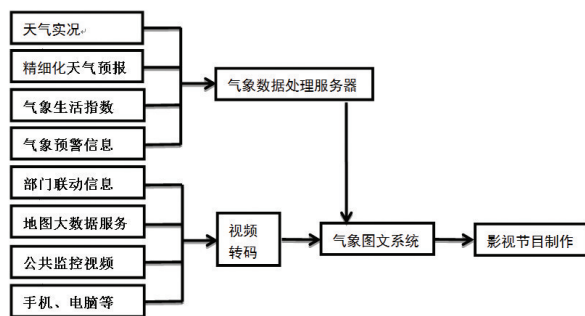 天气实况
精细化天气预报
气象生活指数
气象预警信息
部门联动信息
地图大数据服务
公共监控视频
手机、电脑等
气象数据处理服务器
视频
转码
气象图文系统
影视节目制作